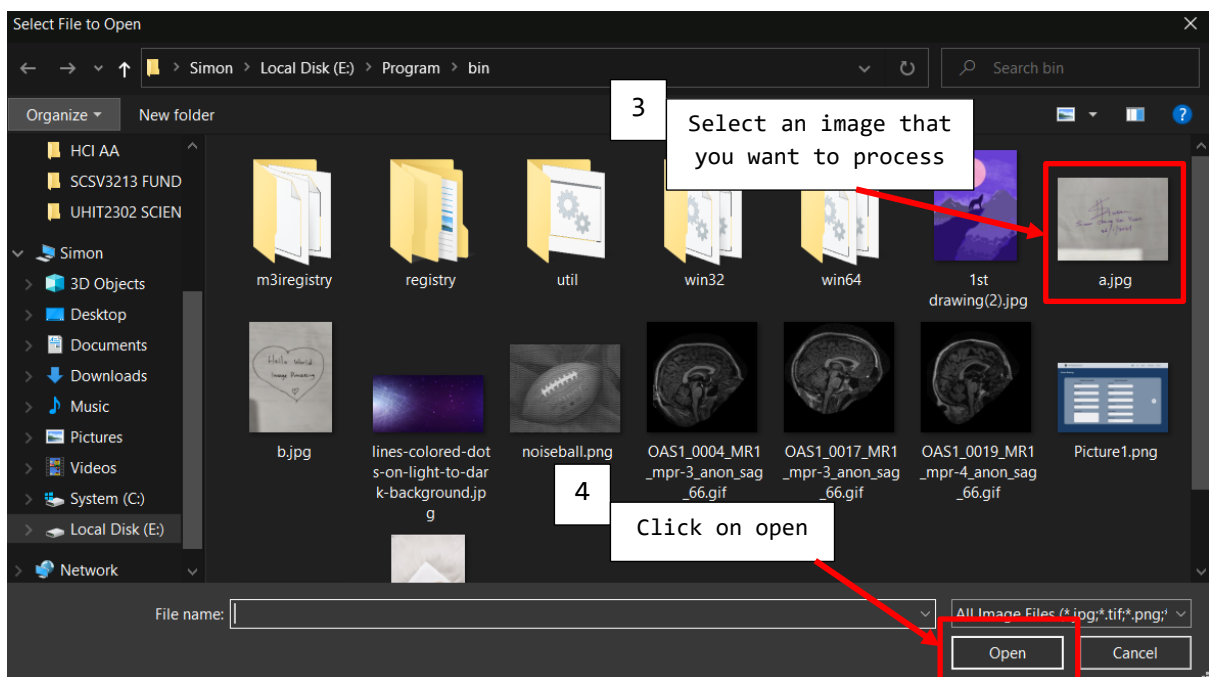 Select File to Open
Simon > Local Disk (E:) > Program > bin
Search bin
3
Select an image that
you want to process
Organize
New folder
HCI AA
SCSV3213 FUND
UHIT2302 SCIEN
Simon
3D Objects
Desktop
Documents
Downloads
Music
Pictures
Videos
System (C:)
Local Disk (E:)
Network
m3iregistry
registry
util
win32
win64
1st
drawing(2).jpg
a.jpg
Hello World
Image Processing
b.jpg
lines-colored-dot
s-on-light-to-dar
k-background.jp
g
noiseball.png
OAS1_0004_MR1
_mpr-3_anon_sag
_66.gif
OAS1_0017_MR1
_mpr-3_anon_sag
_66.gif
OAS1_0019_MR1
_mpr-4_anon_sag
_66.gif
Picture1.png
4
Click on open
File name:
All Image Files (*.jpg;*.tif;*.png;*
Open
Cancel